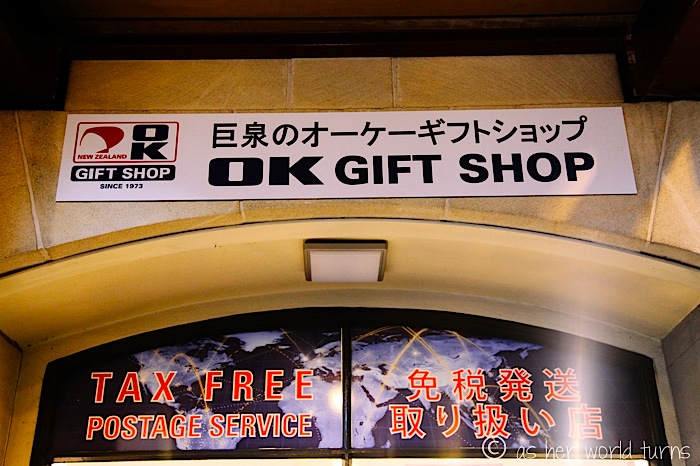 OK
NEW ZEALAND
GIFT SHOP
SINCE 1973
巨泉のオーケーギフトショップ
OK GIFT SHOP
TAX FREE
POSTAGE SERVICE
免税発送
取り扱い店
© as her world turns